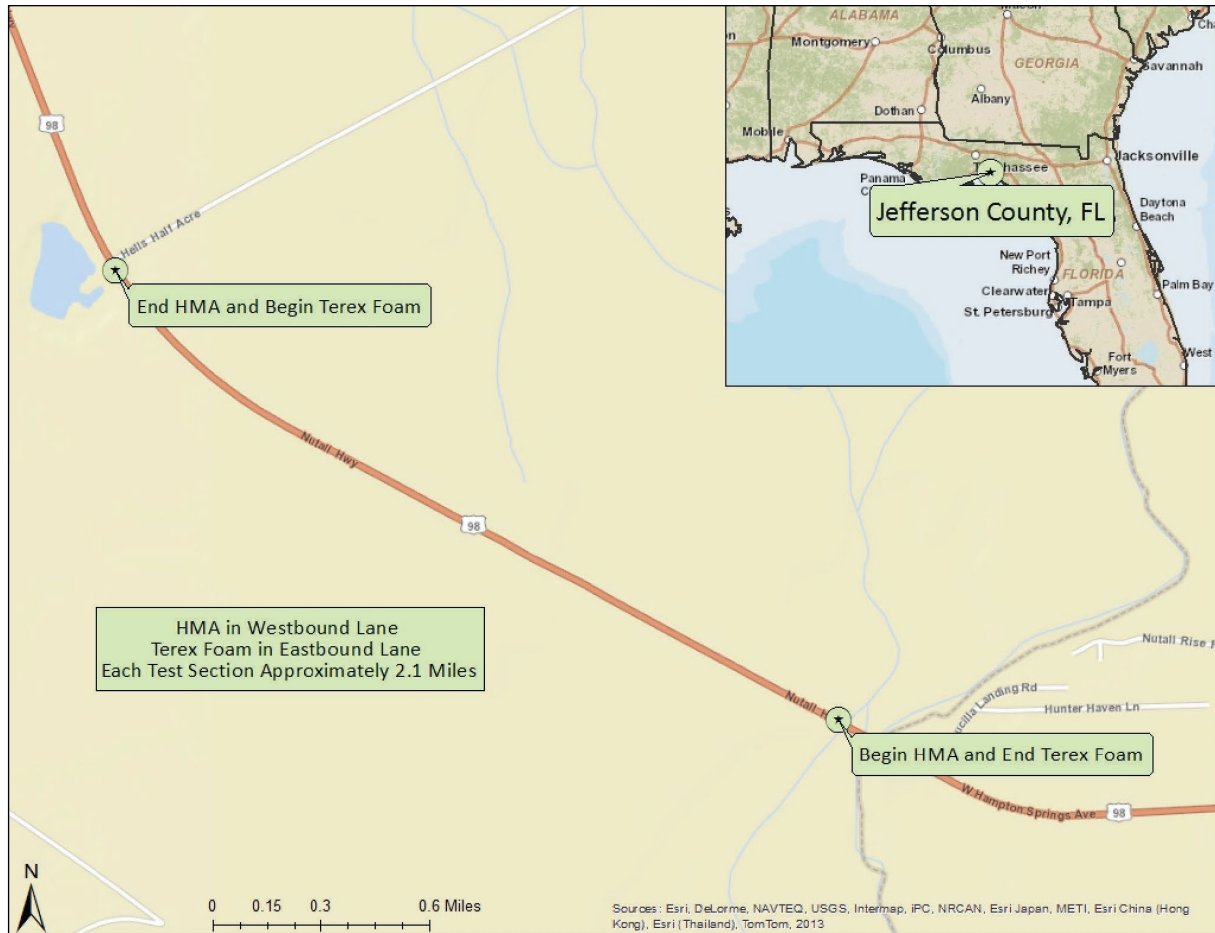 98
Hells Half Acre
End HMA and Begin Terex Foam
Nutall Hwy
98
HMA in Westbound Lane
Terex Foam in Eastbound Lane
Each Test Section Approximately 2.1 Miles
Nutall
Begin HMA and End Terex Foam
W Hampton Springs Ave
98
Nutall Rise
Landing Rd
Hunter Haven Ln
N
0 0.15 0.3 0.6 Miles
Sources: Esri, DeLorme, NAVTEQ, USGS, Intermap, iPC, NRCAN, Esri Japan, METI, Esri China (Hong
Kong), Esri (Thailand), TomTom, 2013
ALABAMA
Montgomery
Columbus
GEORGIA
Savannah
Albany
Dothan
Mobile
Jacksonville
Panama
Jefferson County, FL
Daytona
Beach
New Port
Richey
FLORIDA
Clearwater
Tampa
St. Petersburg
Palm Bay
Fort
Myers
West